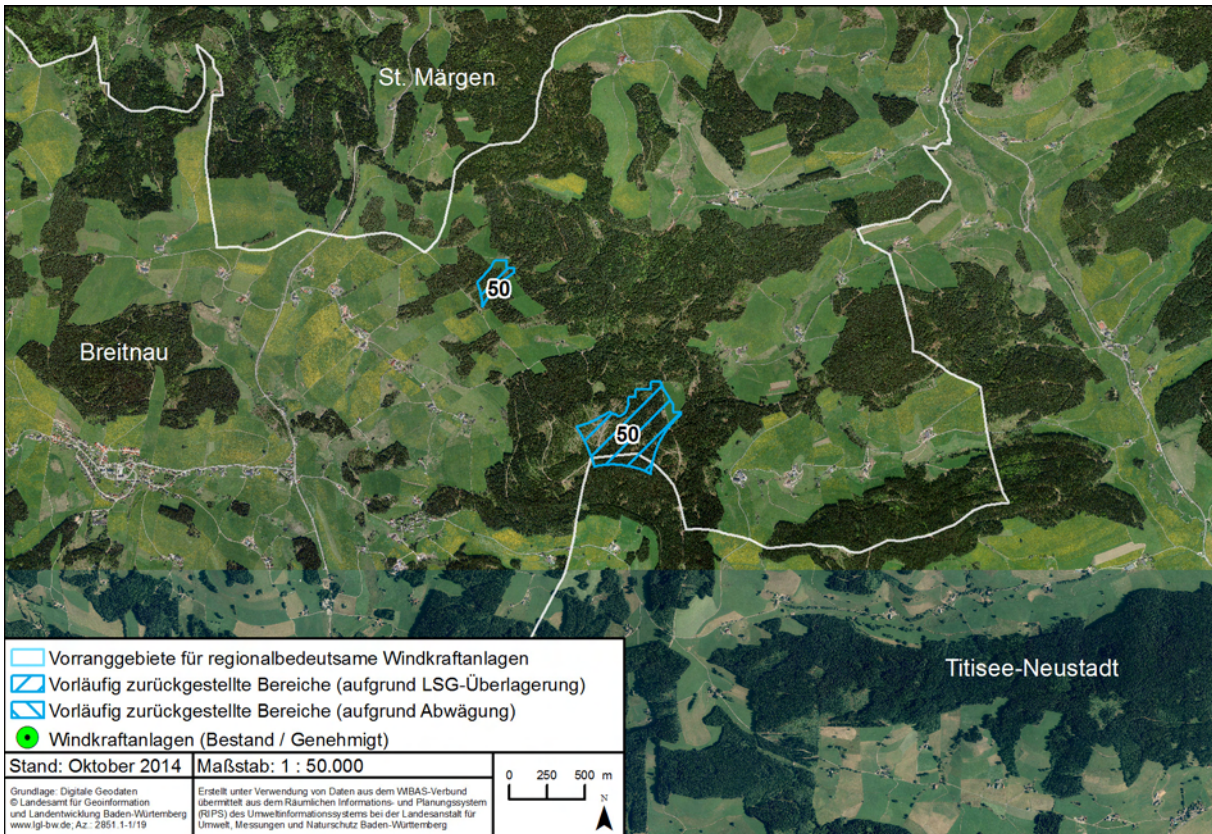 St. Märgen
50
Breitnau
50
Titisee-Neustadt
Vorranggebiete für regionalbedeutsame Windkraftanlagen
Vorläufig zurückgestellte Bereiche (aufgrund LSG-Überlagerung)
Vorläufig zurückgestellte Bereiche (aufgrund Abwägung)
Windkraftanlagen (Bestand / Genehmigt)
Stand: Oktober 2014
Maßstab: 1 : 50.000
Grundlage: Digitale Geodaten
© Landesamt für Geoinformation
und Landentwicklung Baden-Würtemberg
www.lgl-bw.de; Az.: 2851.1-1/19
Erstellt unter Verwendung von Daten aus dem WIBAS-Verbund
übermittelt aus dem Räumlichen Informations- und Planungssystem
(RIPS) des Umweltinformationssystems bei der Landesanstalt für
Umwelt, Messungen und Naturschutz Baden-Württemberg
0 250 500 m
N